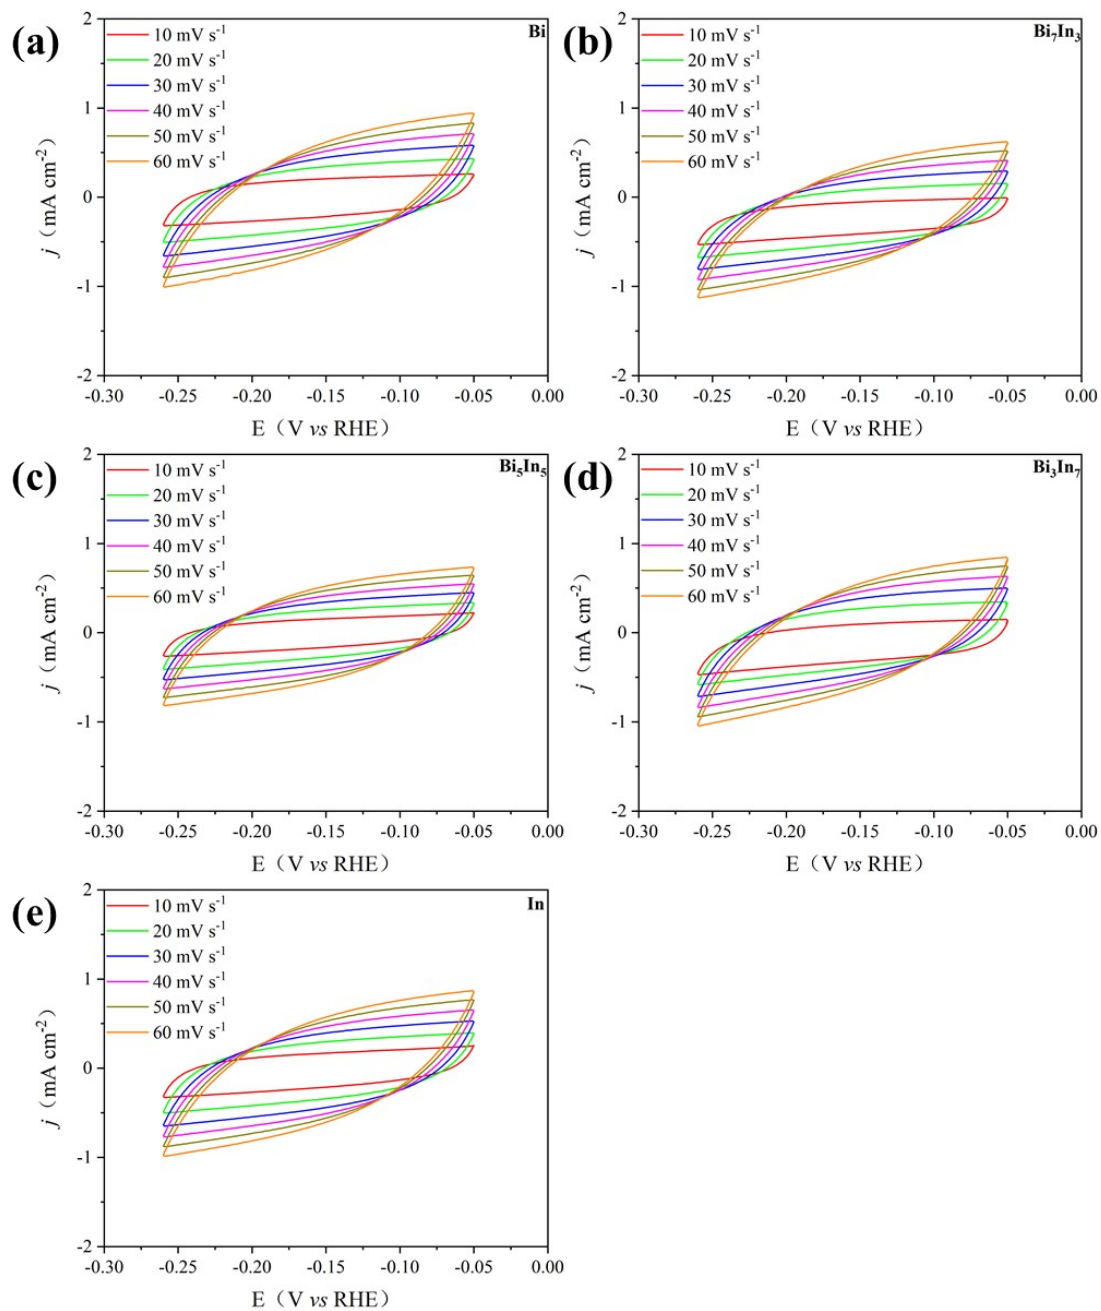 (a)
Bi
10 mV s⁻¹
20 mV s⁻¹
30 mV s⁻¹
40 mV s⁻¹
50 mV s⁻¹
60 mV s⁻¹
2
1
0
-1
-2
j（mA cm⁻²）
-0.30 -0.25 -0.20 -0.15 -0.10 -0.05 0.00
E（V vs RHE）
(b)
Bi₇In₃
10 mV s⁻¹
20 mV s⁻¹
30 mV s⁻¹
40 mV s⁻¹
50 mV s⁻¹
60 mV s⁻¹
2
1
0
-1
-2
j（mA cm⁻²）
-0.30 -0.25 -0.20 -0.15 -0.10 -0.05 0.00
E（V vs RHE）
(c)
Bi₅In₅
10 mV s⁻¹
20 mV s⁻¹
30 mV s⁻¹
40 mV s⁻¹
50 mV s⁻¹
60 mV s⁻¹
2
1
0
-1
-2
j（mA cm⁻²）
-0.30 -0.25 -0.20 -0.15 -0.10 -0.05 0.00
E（V vs RHE）
(d)
Bi₃In₇
10 mV s⁻¹
20 mV s⁻¹
30 mV s⁻¹
40 mV s⁻¹
50 mV s⁻¹
60 mV s⁻¹
2
1
0
-1
-2
j（mA cm⁻²）
-0.30 -0.25 -0.20 -0.15 -0.10 -0.05 0.00
E（V vs RHE）
(e)
In
10 mV s⁻¹
20 mV s⁻¹
30 mV s⁻¹
40 mV s⁻¹
50 mV s⁻¹
60 mV s⁻¹
2
1
0
-1
-2
j（mA cm⁻²）
-0.30 -0.25 -0.20 -0.15 -0.10 -0.05 0.00
E（V vs RHE）